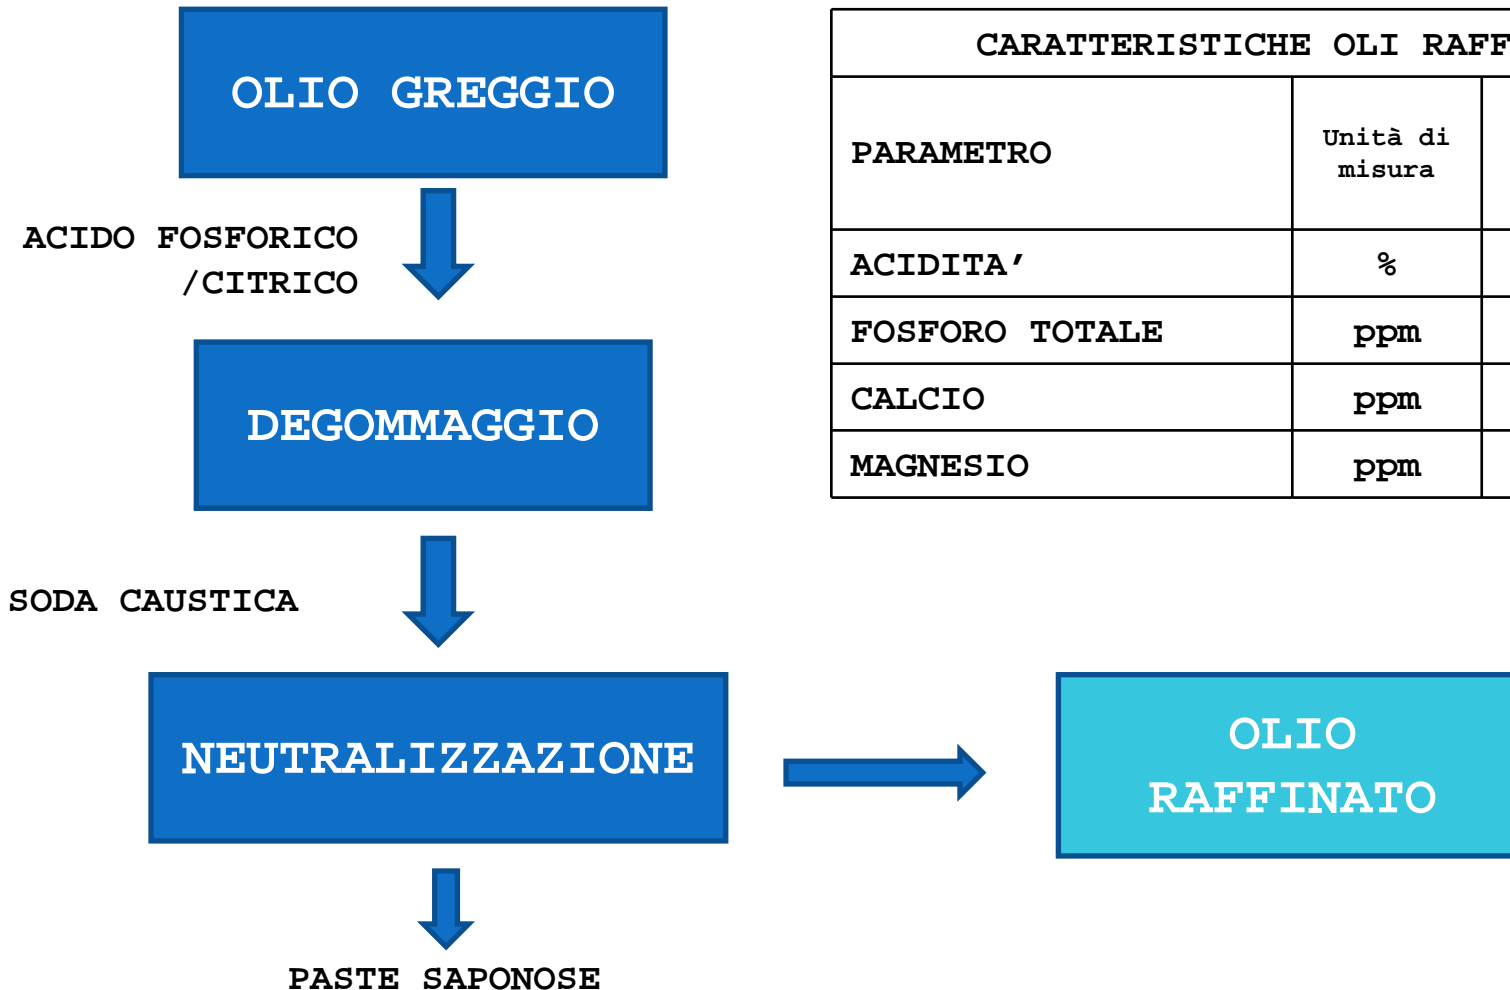 OLIO GREGGIO
ACIDO FOSFORICO
/CITRICO
DEGOMMAGGIO
SODA CAUSTICA
NEUTRALIZZAZIONE
PASTE SAPONOSE
OLIO
RAFFINATO
CARATTERISTICHE OLI RAFF
PARAMETRO
Unità di
misura
ACIDITA’ %
FOSFORO TOTALE ppm
CALCIO ppm
MAGNESIO ppm